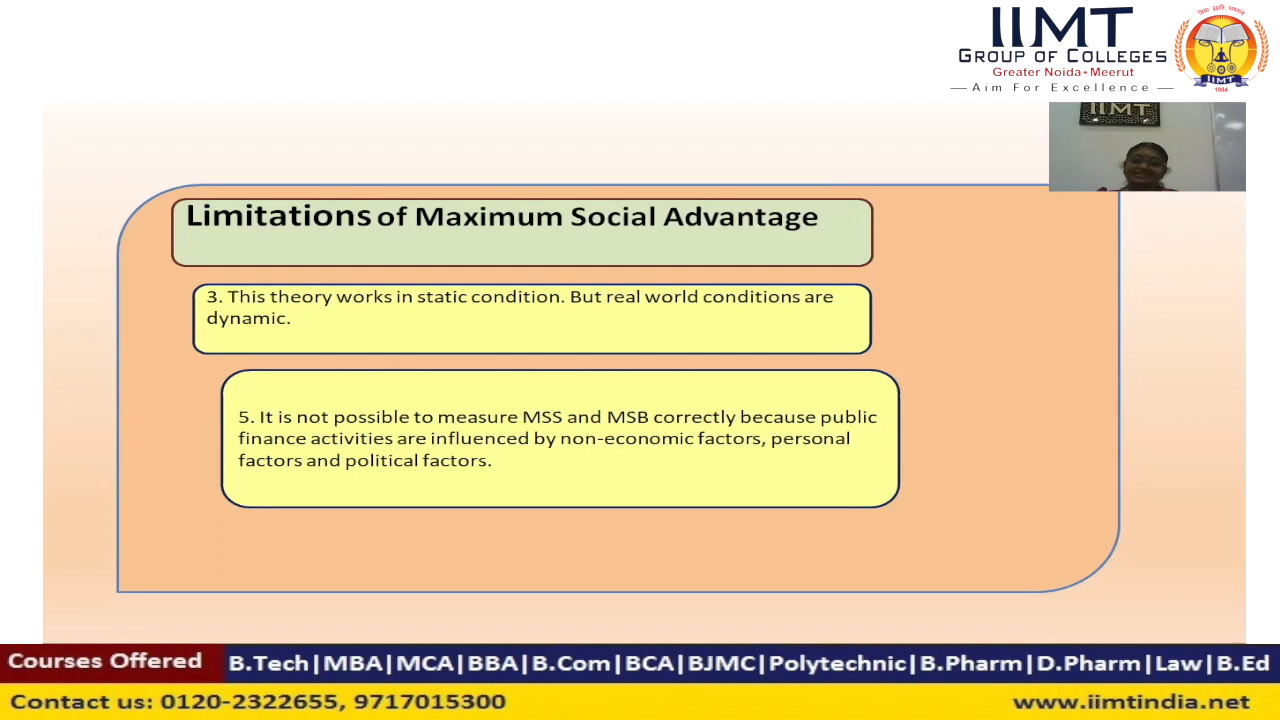 IIMT
GROUP OF COLLEGES
Greater Noida • Meerut
— Aim For Excellence —
IIMT
1994
IIMT
Limitations of Maximum Social Advantage
3. This theory works in static condition. But real world conditions are
dynamic.
5. It is not possible to measure MSS and MSB correctly because public
finance activities are influenced by non-economic factors, personal
factors and political factors.
Courses Offered B.Tech|MBA|MCA|BBA|B.Com|BCA|BJMC|Polytechnic|B.Pharm|D.Pharm|Law|B.Ed
Contact us: 0120-2322655, 9717015300 www.iimtindia.net